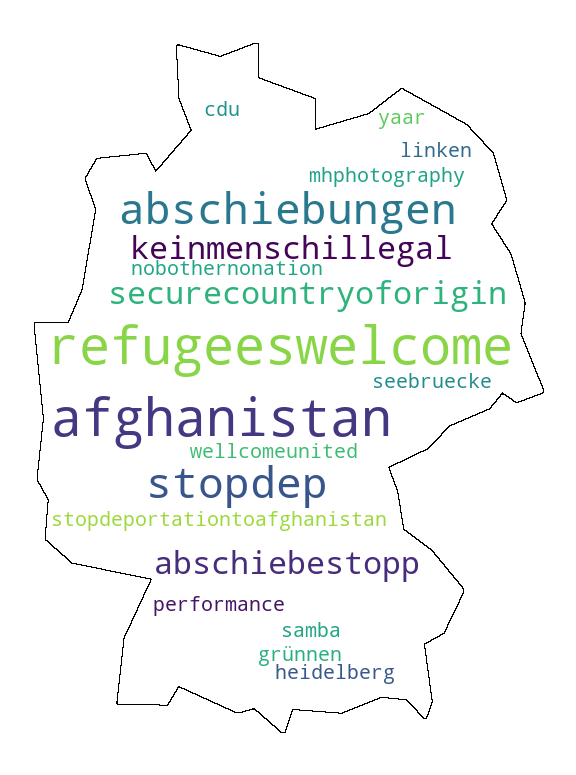 cdu
yaar
linken
mhphotography
abschiebungen
keinmenschillegal
nobothernonation
securecountryoforigin
refugeeswelcome
seebruecke
afghanistan
wellcomeunited
stopdep
stopdeportationtoafghanistan
abschiebestopp
performance
samba
grünnen
heidelberg